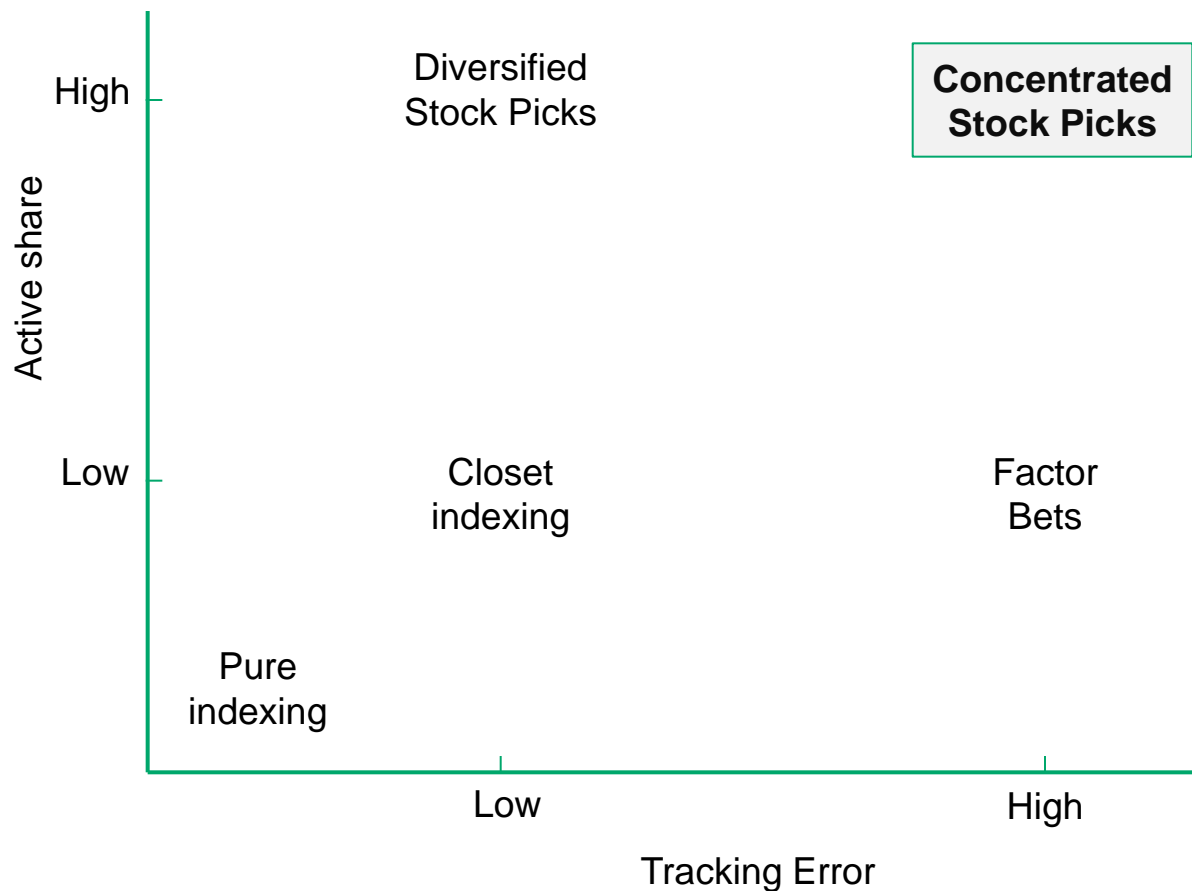 High
Diversified
Stock Picks
Concentrated
Stock Picks
Active share
Low
Closet
indexing
Factor
Bets
Pure
indexing
Low
High
Tracking Error